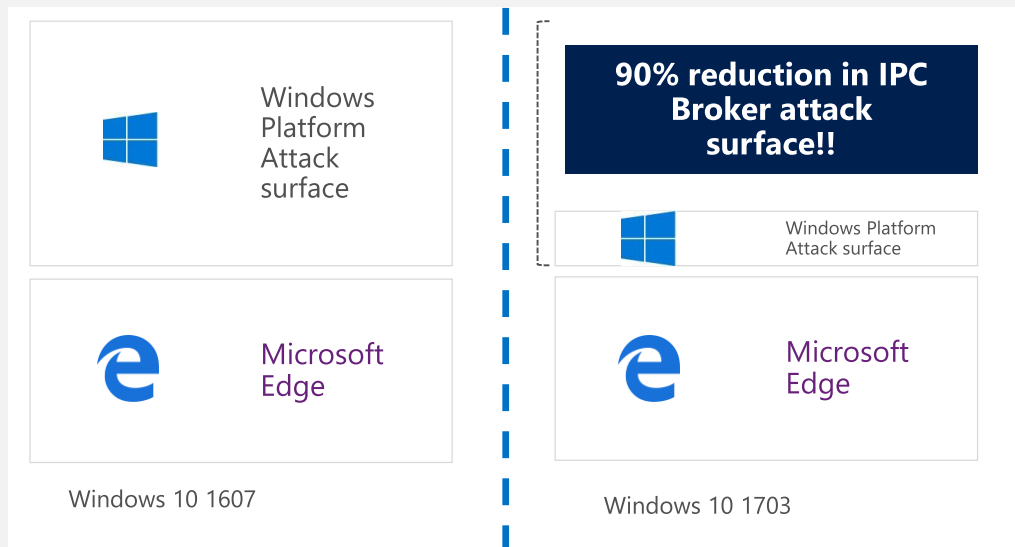 Windows
Platform
Attack
surface
Microsoft
Edge
Windows 10 1607
90% reduction in IPC
Broker attack
surface!!
Windows Platform
Attack surface
Microsoft
Edge
Windows 10 1703